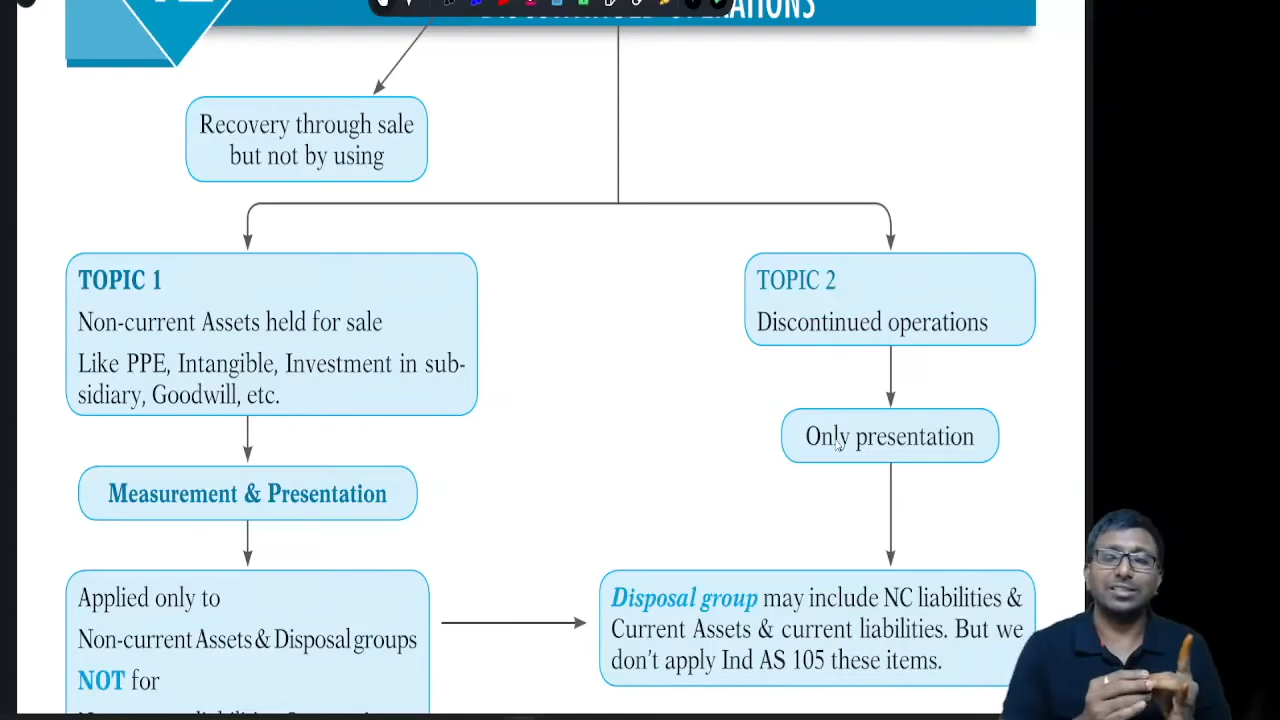 DISCONTINUED OPERATIONS
Recovery through sale
but not by using
TOPIC 1
Non-current Assets held for sale
Like PPE, Intangible, Investment in sub-
sidiary, Goodwill, etc.
Measurement & Presentation
Applied only to
Non-current Assets & Disposal groups
NOT for
TOPIC 2
Discontinued operations
Only presentation
Disposal group may include NC liabilities &
Current Assets & current liabilities. But we
don't apply Ind AS 105 these items.